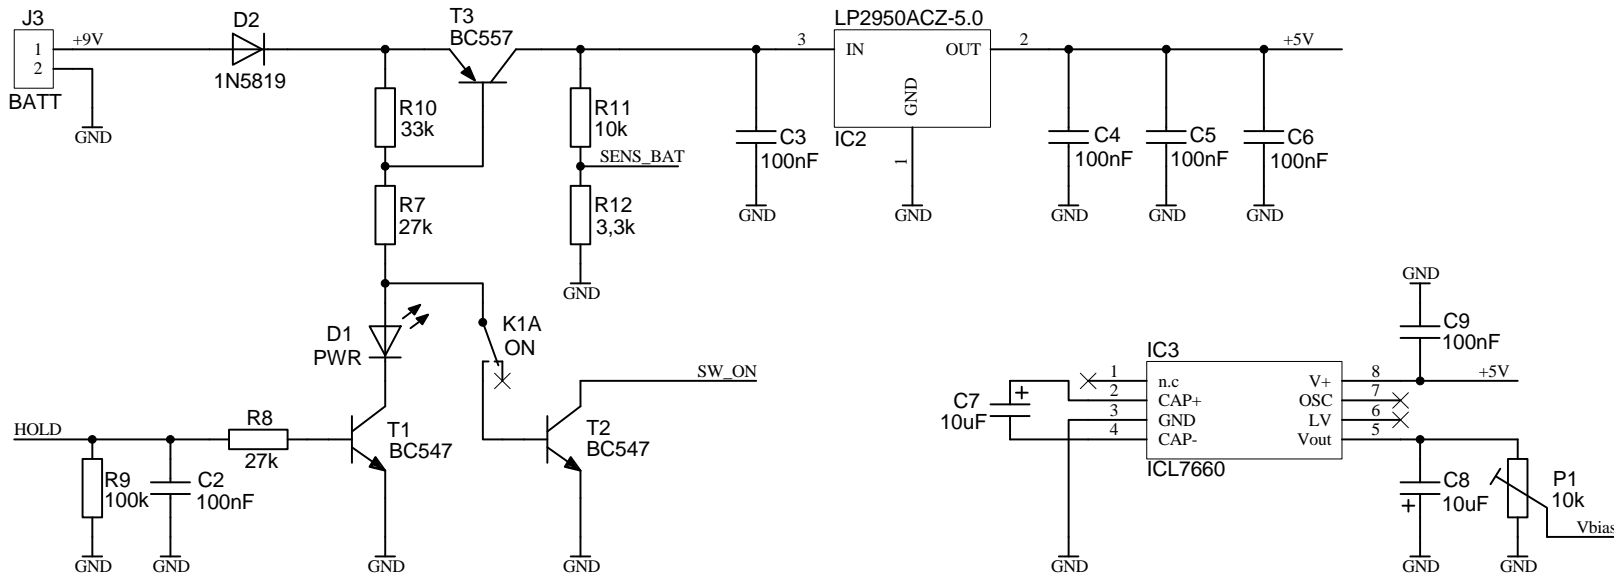 J3
1
2
BATT
+9V
GND
D2
1N5819
T3
BC557
R10
33k
R7
27k
R11
10k
SENS_BAT
R12
3,3k
GND
C3
100nF
GND
LP2950ACZ-5.0
3
IN
OUT
2
GND
IC2
1
GND
+5V
C4
100nF
GND
C5
100nF
GND
C6
100nF
GND
D1
PWR
K1A
ON
SW_ON
HOLD
R9
100k
GND
C2
100nF
GND
R8
27k
T1
BC547
GND
T2
BC547
GND
C7
10uF
+
GND
IC3
1
n.c
2
CAP+
3
GND
4
CAP-
V+
8
OSC
7
LV
6
Vout
5
ICL7660
GND
C9
100nF
+5V
C8
10uF
+
GND
P1
10k
Vbias
GND